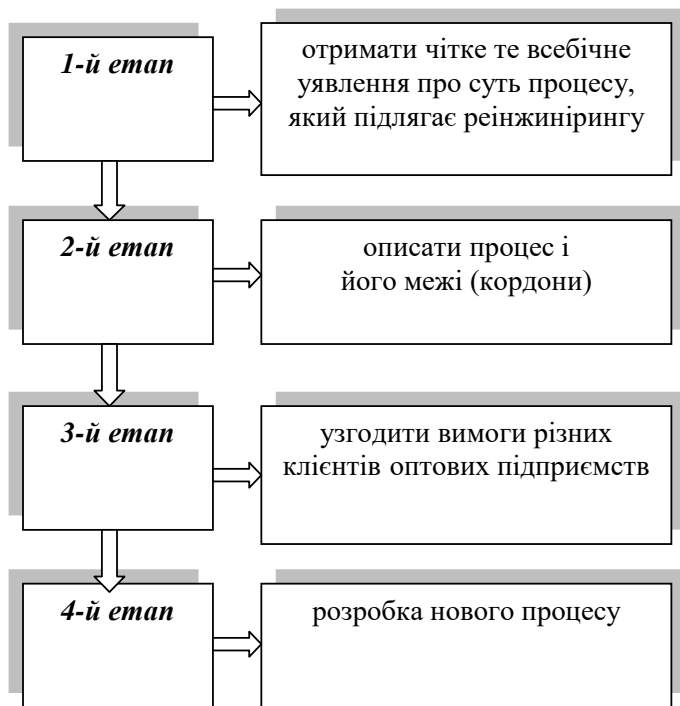 1-й етап
отримати чітке те всебічне
уявлення про суть процесу,
який підлягає реінжинірингу
2-й етап
описати процес і
його межі (кордони)
3-й етап
узгодити вимоги різних
клієнтів оптових підприємств
4-й етап
розробка нового процесу